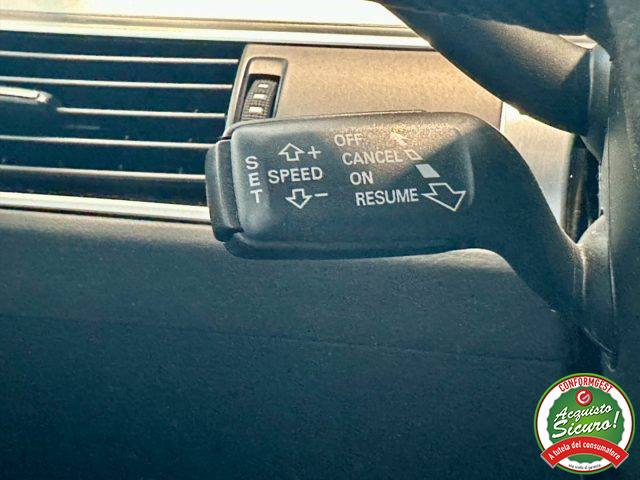 SET
SPEED
+
-
OFF
CANCEL
ON
RESUME
CONFORMGEST
Acquisto
Sicuro!
A tutela del consumatore